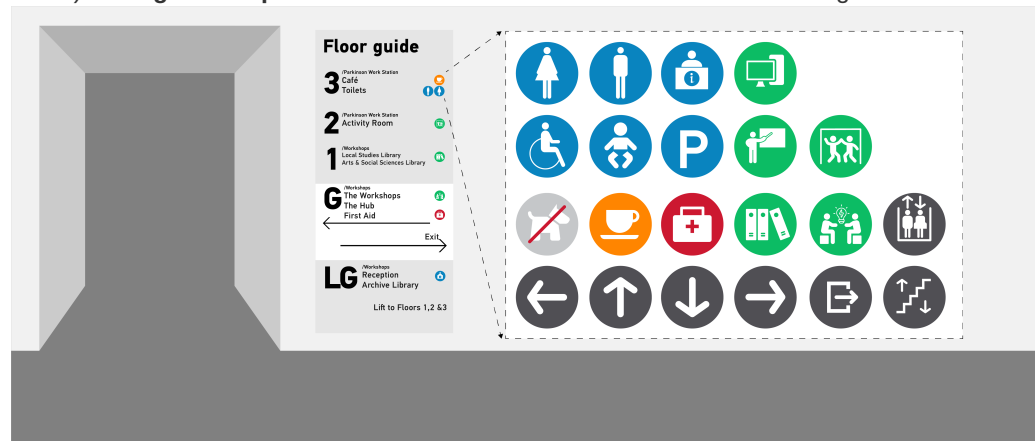 Floor guide
/Parkinson Work Station
3 Café
Toilets
/Parkinson Work Station
2 Activity Room
/Workshops
1 Local Studies Library
Arts & Social Sciences Library
/Workshops
G The Workshops
The Hub
First Aid
Exit
/Workshops
LG Reception
Archive Library
Lift to Floors 1,2 &3
i
P